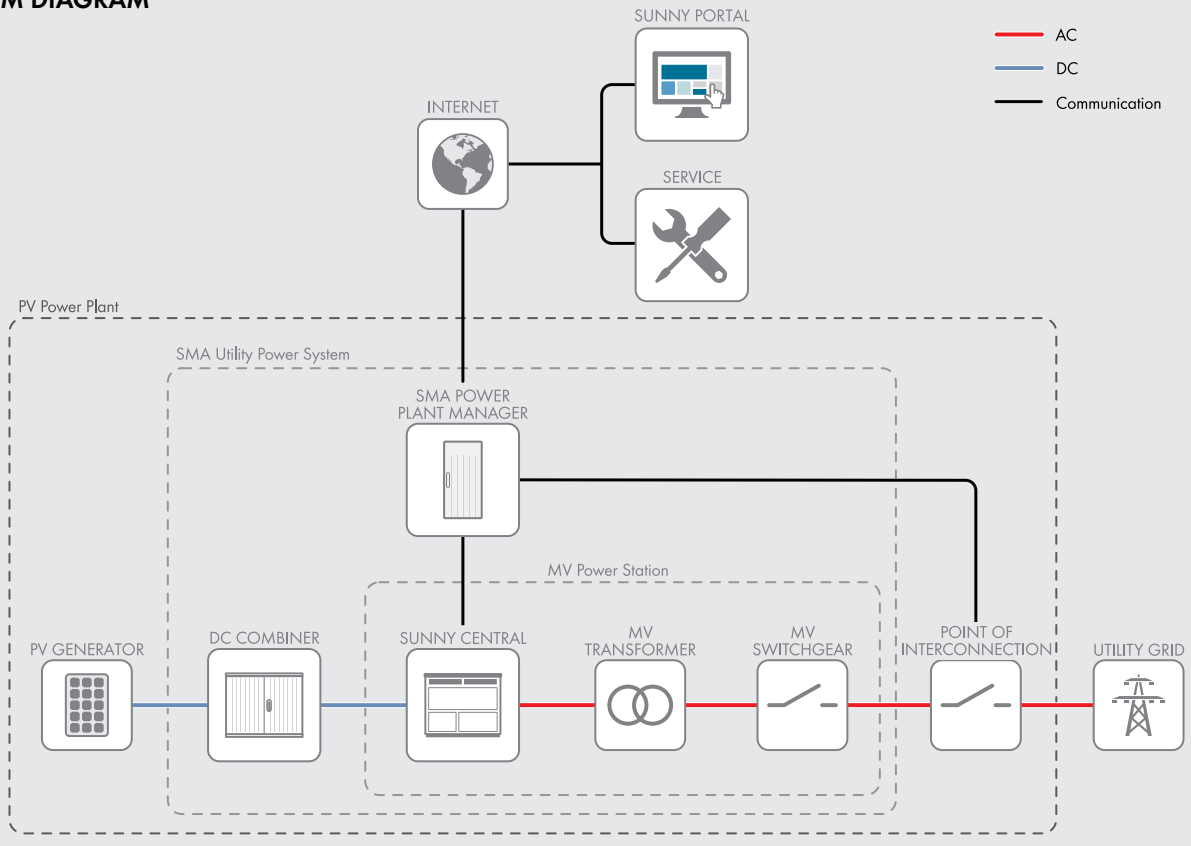 M DIAGRAM
SUNNY PORTAL
AC
DC
Communication
INTERNET
SERVICE
PV Power Plant
SMA Utility Power System
SMA POWER
PLANT MANAGER
MV Power Station
PV GENERATOR
DC COMBINER
SUNNY CENTRAL
MV
TRANSFORMER
MV
SWITCHGEAR
POINT OF
INTERCONNECTION
UTILITY GRID